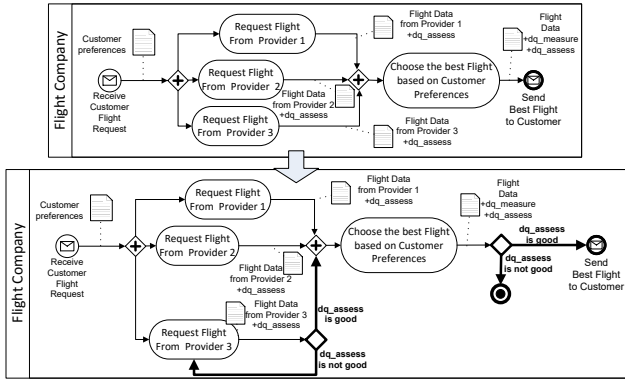 Flight Company
Customer
preferences
Receive
Customer
Flight
Request
Request Flight
From Provider 1
Flight Data
from Provider 1
+dq_assess
Request Flight
From Provider 2
Flight Data
from Provider 2
+dq_assess
Request Flight
From Provider 3
Flight Data
from Provider 3
+dq_assess
Choose the best Flight
based on Customer
Preferences
Flight
Data
+dq_measure
+dq_assess
Send
Best Flight
to Customer
Flight Company
Customer
preferences
Receive
Customer
Flight
Request
Request Flight
From Provider 1
Flight Data
from Provider 1
+dq_assess
Request Flight
From Provider 2
Flight Data
from Provider 2
+dq_assess
Request Flight
From Provider 3
Flight Data
from Provider 3
+dq_assess
dq_assess
is good
dq_assess
is not good
Choose the best Flight
based on Customer
Preferences
Flight
Data
+dq_measure
+dq_assess
dq_assess
is good
dq_assess
is not good
Send
Best Flight
to Customer